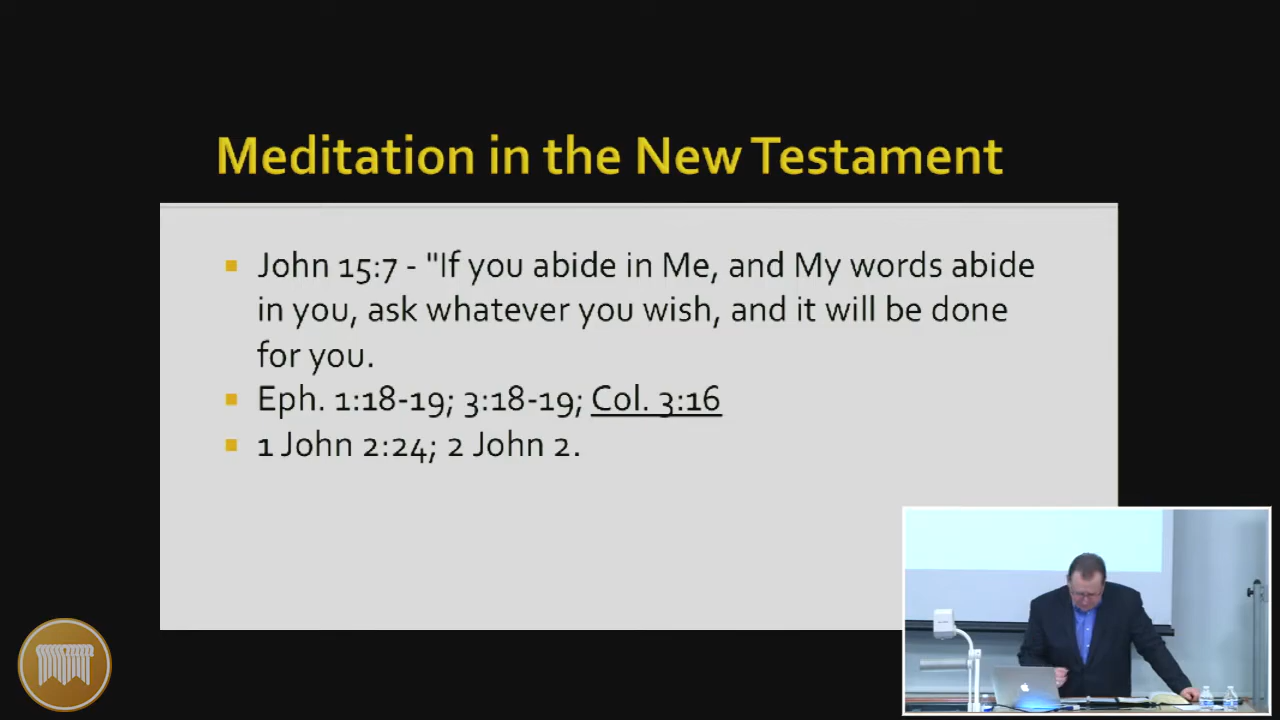 Meditation in the New Testament
John 15:7 - "If you abide in Me, and My words abide
in you, ask whatever you wish, and it will be done
for you.
Eph. 1:18-19; 3:18-19; Col. 3:16
1 John 2:24; 2 John 2.